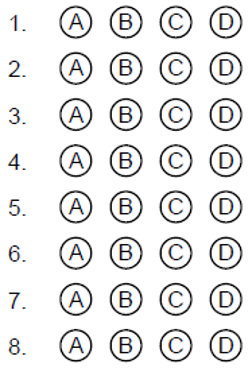 1. A B C D
2. A B C D
3. A B C D
4. A B C D
5. A B C D
6. A B C D
7. A B C D
8. A B C D